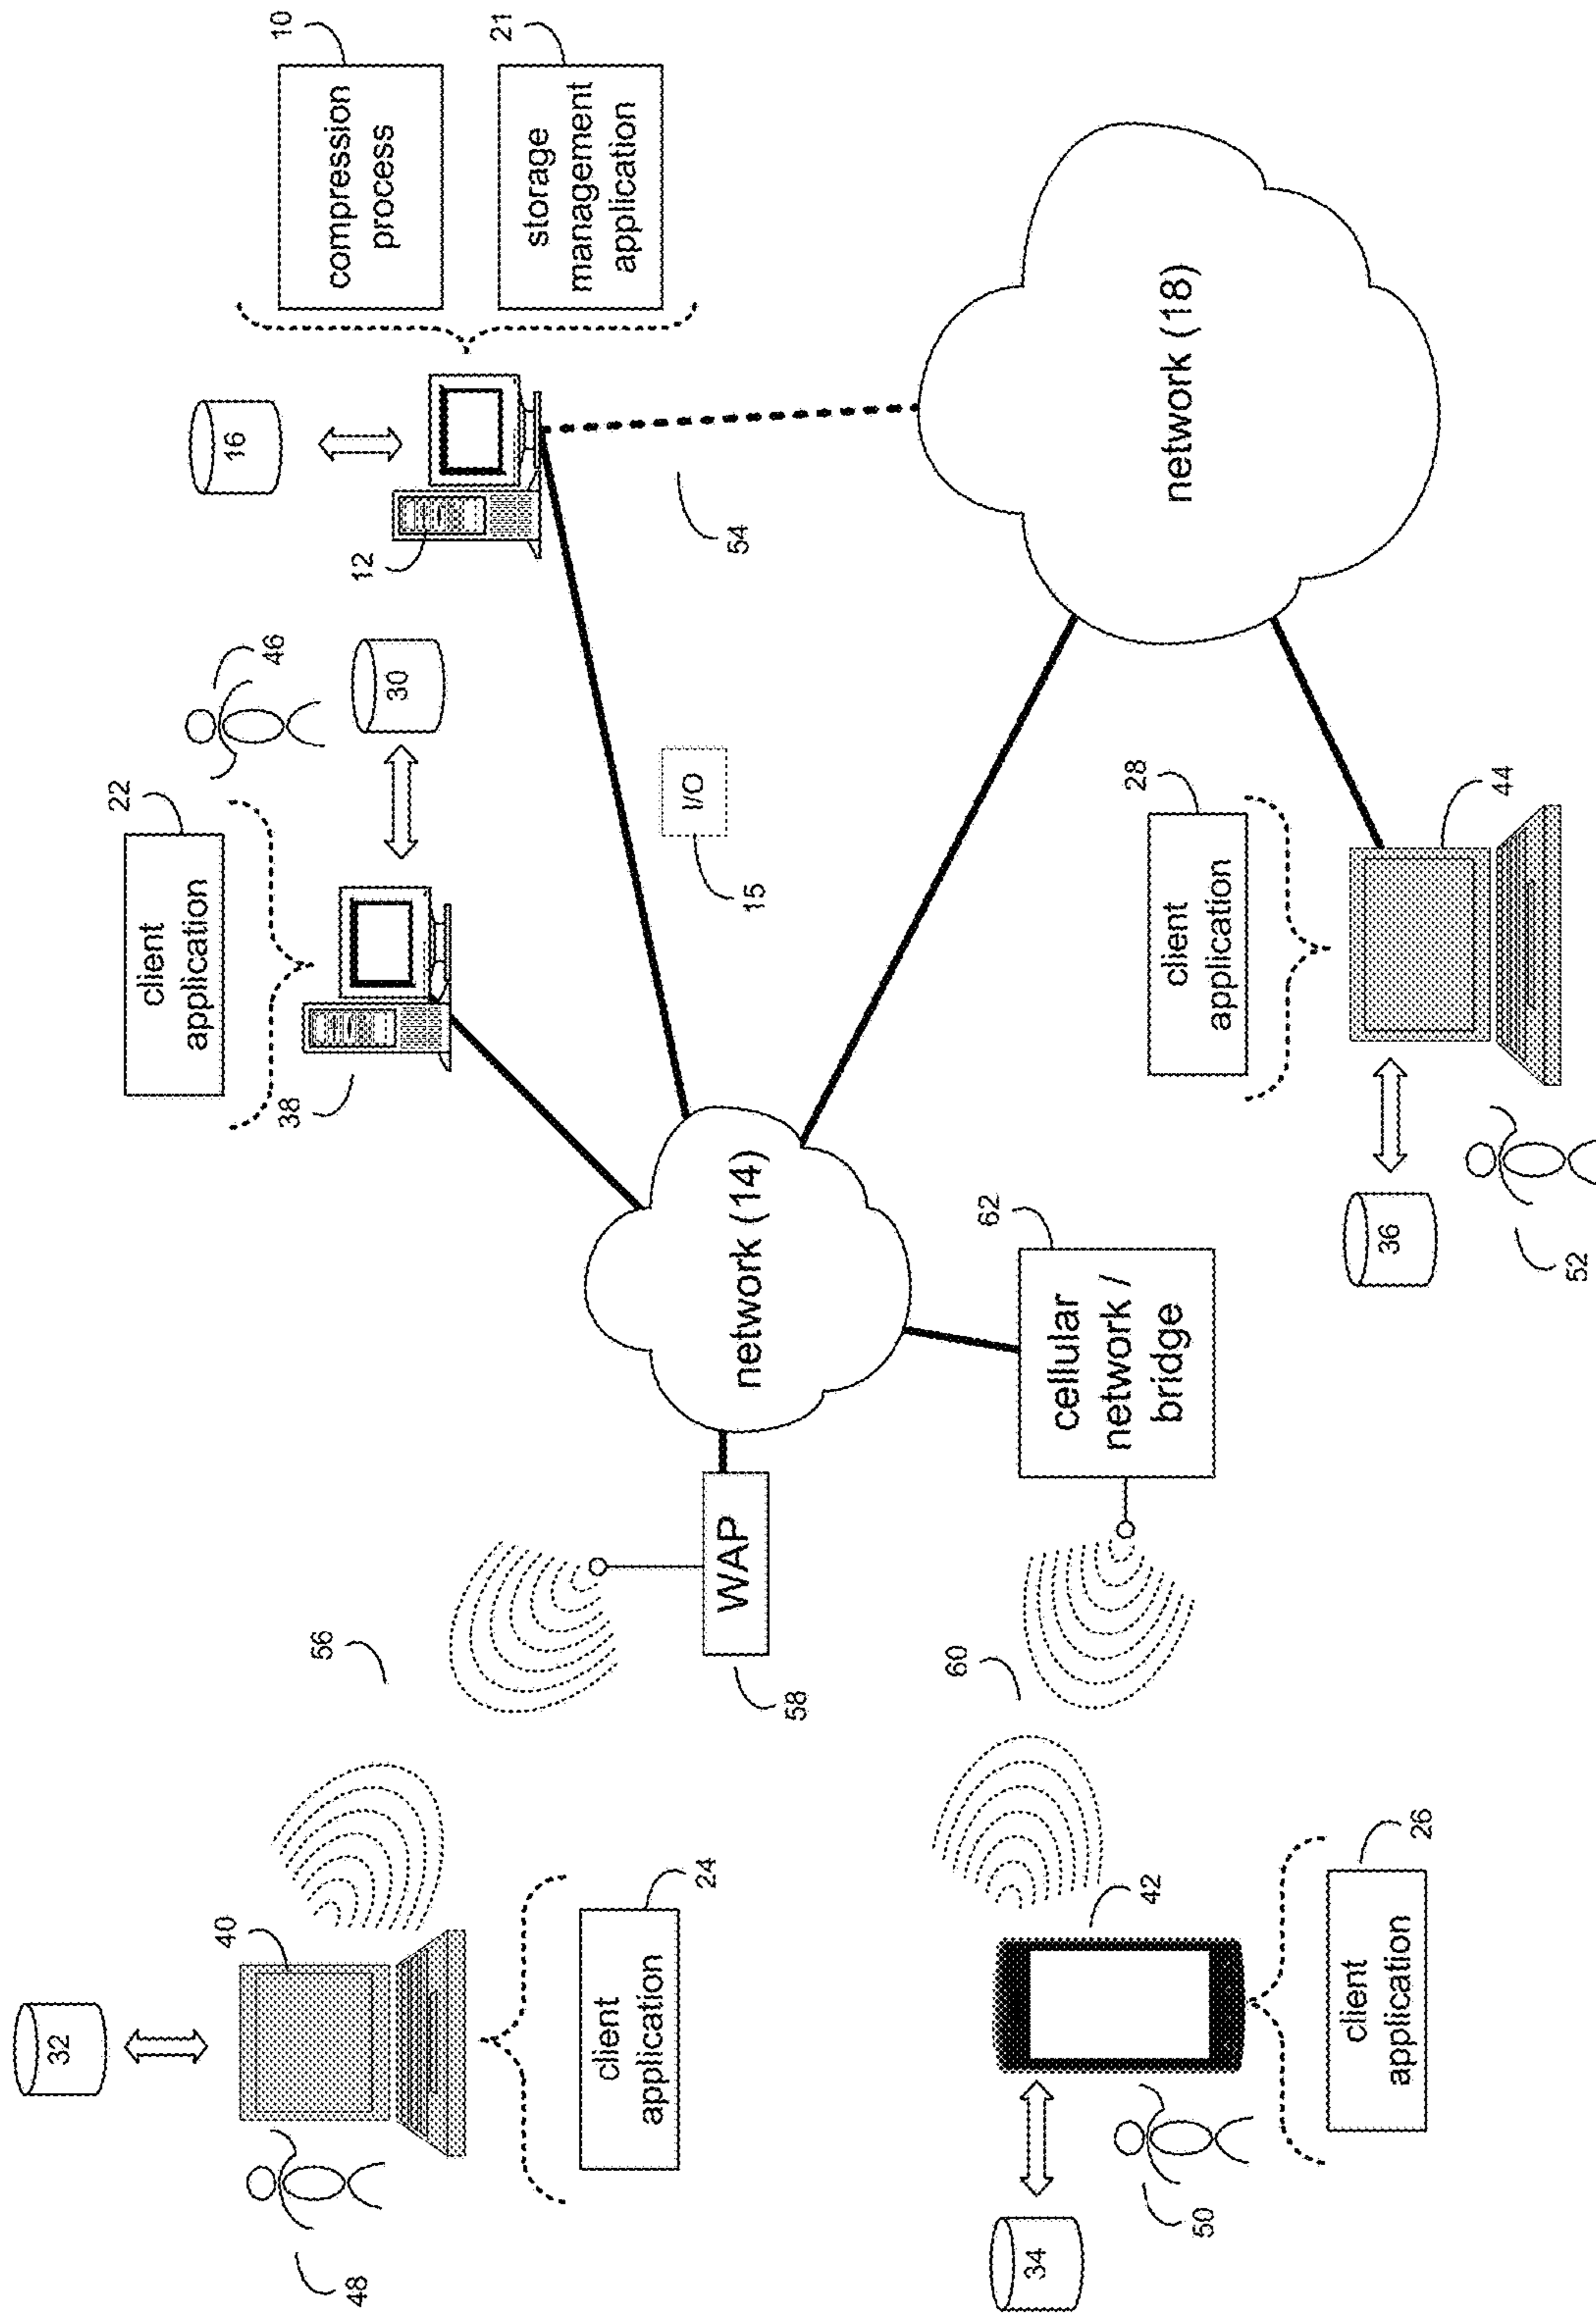 32
40
48
client
application
24
56
client
application
22
38
46
30
16
12
compression
process
10
storage
management
application
21
54
I/O
15
WAP
58
network (14)
network (18)
60
cellular
network /
bridge
62
34
42
50
client
application
26
client
application
28
44
36
52